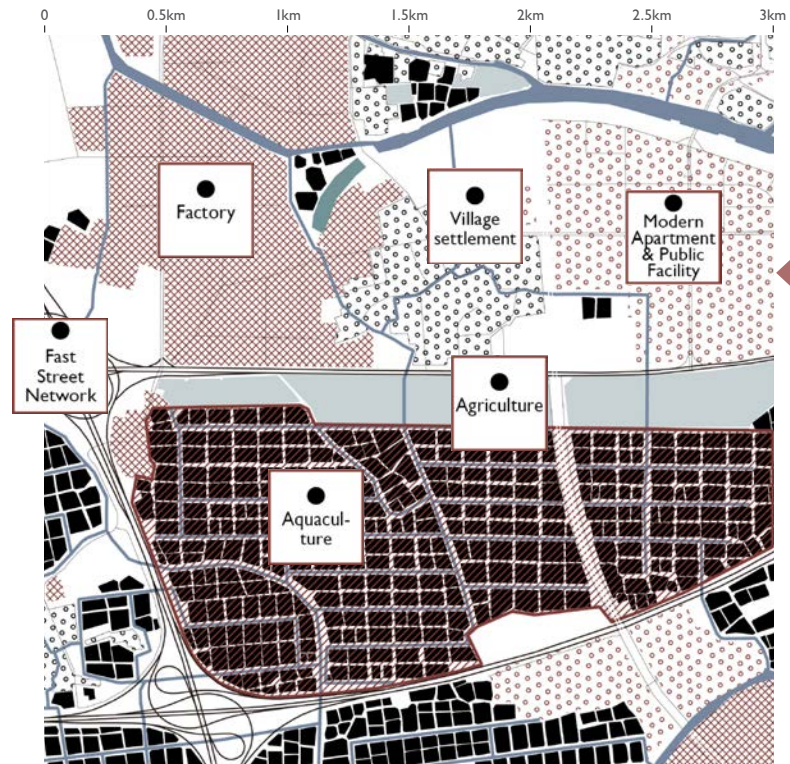 0 0.5km 1km 1.5km 2km 2.5km 3km
Factory
Village
settlement
Modern
Apartment
& Public
Facility
Fast
Street
Network
Agriculture
Aquacul-
ture